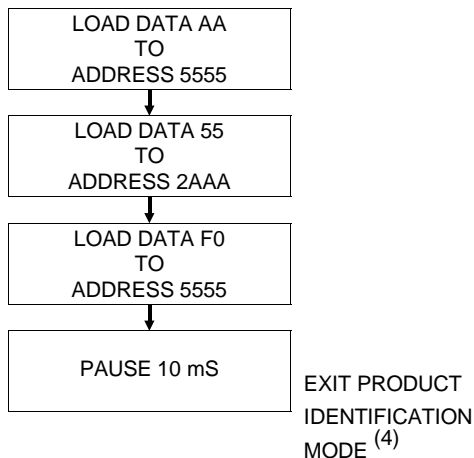 LOAD DATA AA
TO
ADDRESS 5555
LOAD DATA 55
TO
ADDRESS 2AAA
LOAD DATA F0
TO
ADDRESS 5555
PAUSE 10 mS
EXIT PRODUCT
IDENTIFICATION
MODE (4)